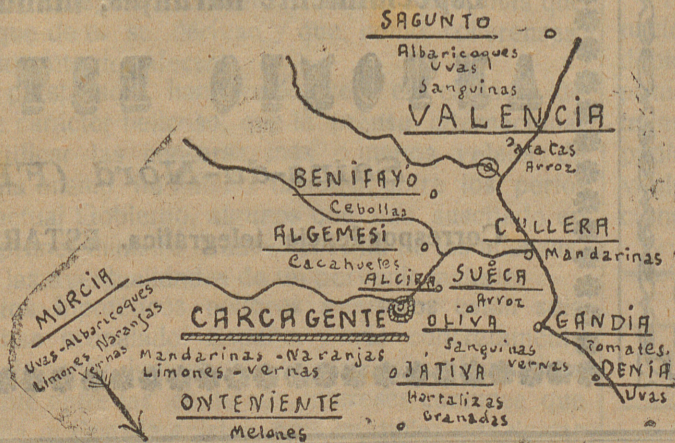 SAGUNTO
Albaricoques
Uvas
Sanguinas
VALENCIA
Patatas
Arroz
BENIFAYO
Cebollas
ALGEMESI
Cacahuetes
CULLERA
Mandarinas
ALCIRA
SUECA
Arroz
MURCIA
Uvas-Albaricoques
Limones Naranjas
Vernas
CARCAGENTE
Mandarinas - Naranjas
Limones - Vernas
OLIVA
Sanguinas
Vernas
GANDIA
Tomates.
DENIA
Uvas
JATIVA
Hortalizas
Granadas
ONTENIENTE
Melones